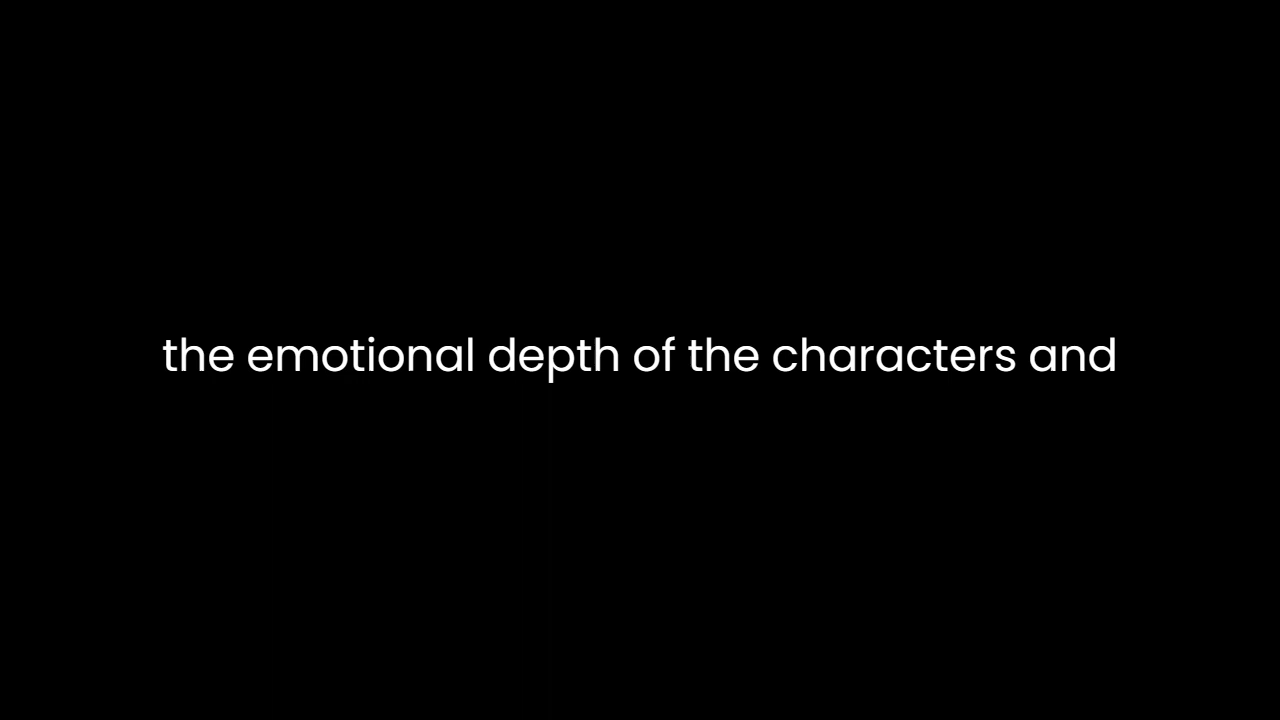 the emotional depth of the characters and